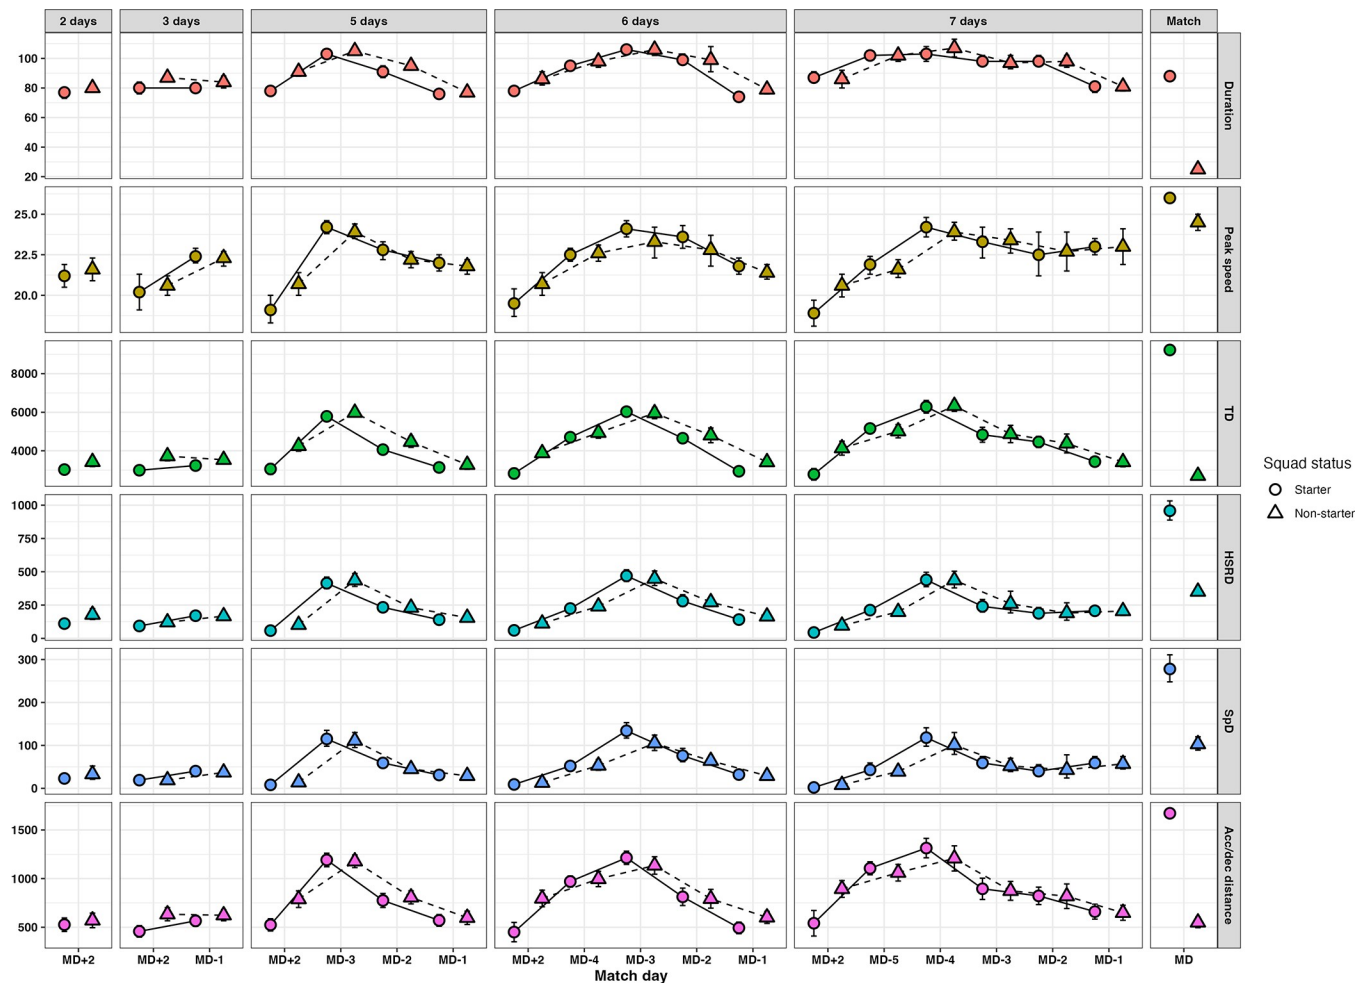 2 days 3 days 5 days 6 days 7 days Match
100
80
60
40
20
Duration
25.0
22.5
20.0
Peak speed
8000
6000
4000
TD
1000
750
500
250
0
HSRD
300
200
100
0
SpD
1500
1000
500
Acc/dec distance
MD+2 MD+2 MD-1 MD+2 MD-3 MD-2 MD-1 MD+2 MD-4 MD-3 MD-2 MD-1 MD+2 MD-5 MD-4 MD-3 MD-2 MD-1 MD
Match day
Squad status
Starter
Non-starter